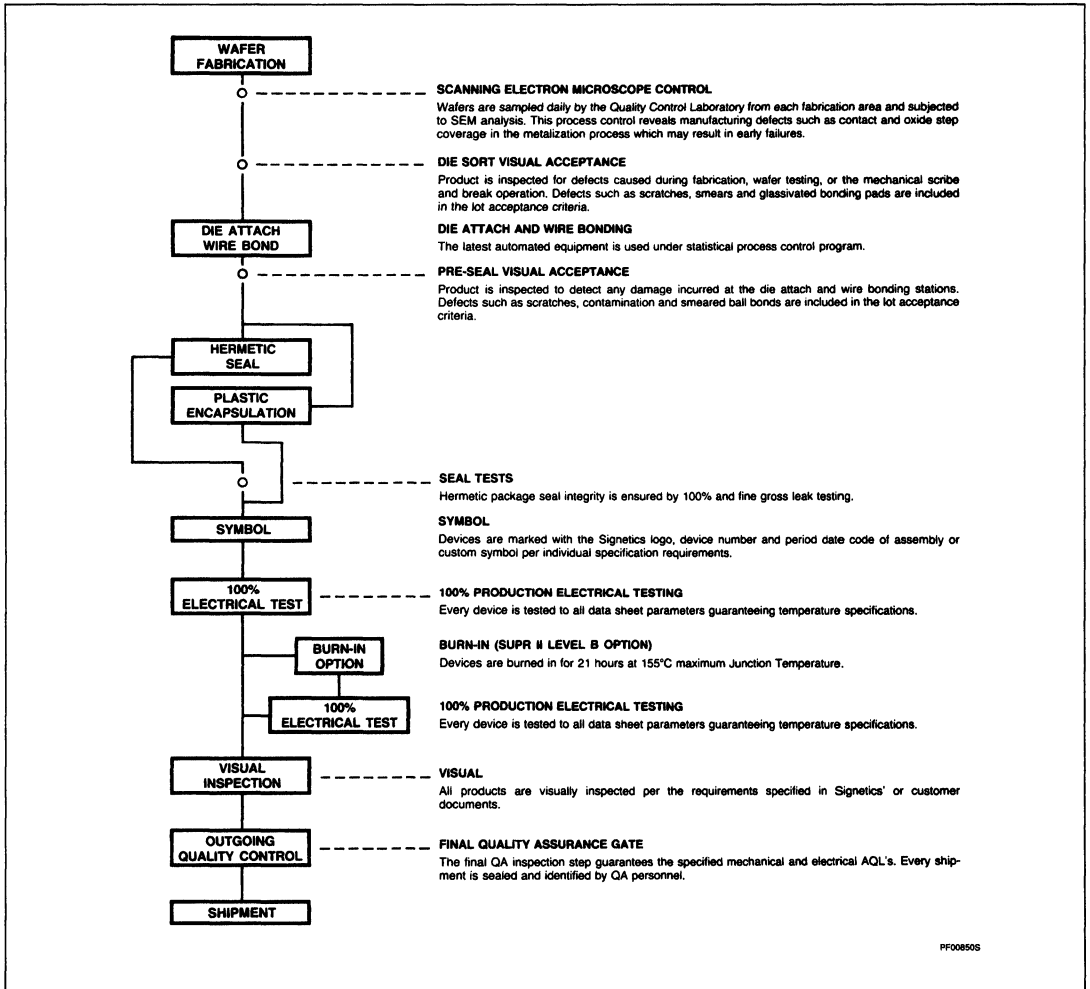 WAFER
FABRICATION
SCANNING ELECTRON MICROSCOPE CONTROL
Wafers are sampled daily by the Quality Control Laboratory from each fabrication area and subjected
to SEM analysis. This process control reveals manufacturing defects such as contact and oxide step
coverage in the metalization process which may result in early failures.
DIE SORT VISUAL ACCEPTANCE
Product is inspected for defects caused during fabrication, wafer testing, or the mechanical scribe
and break operation. Defects such as scratches, smears and glassivated bonding pads are included
in the lot acceptance criteria.
DIE ATTACH
WIRE BOND
DIE ATTACH AND WIRE BONDING
The latest automated equipment is used under statistical process control program.
PRE-SEAL VISUAL ACCEPTANCE
Product is inspected to detect any damage incurred at the die attach and wire bonding stations.
Defects such as scratches, contamination and smeared ball bonds are included in the lot acceptance
criteria.
HERMETIC
SEAL
PLASTIC
ENCAPSULATION
SEAL TESTS
Hermetic package seal integrity is ensured by 100% and fine gross leak testing.
SYMBOL
SYMBOL
Devices are marked with the Signetics logo, device number and period date code of assembly or
custom symbol per individual specification requirements.
100%
ELECTRICAL TEST
100% PRODUCTION ELECTRICAL TESTING
Every device is tested to all data sheet parameters guaranteeing temperature specifications.
BURN-IN
OPTION
BURN-IN (SUPR II LEVEL B OPTION)
Devices are burned in for 21 hours at 155°C maximum Junction Temperature.
100%
ELECTRICAL TEST
100% PRODUCTION ELECTRICAL TESTING
Every device is tested to all data sheet parameters guaranteeing temperature specifications.
VISUAL
INSPECTION
VISUAL
All products are visually inspected per the requirements specified in Signetics' or customer
documents.
OUTGOING
QUALITY CONTROL
FINAL QUALITY ASSURANCE GATE
The final QA inspection step guarantees the specified mechanical and electrical AQL's. Every ship-
ment is sealed and identified by QA personnel.
SHIPMENT
PF00850S